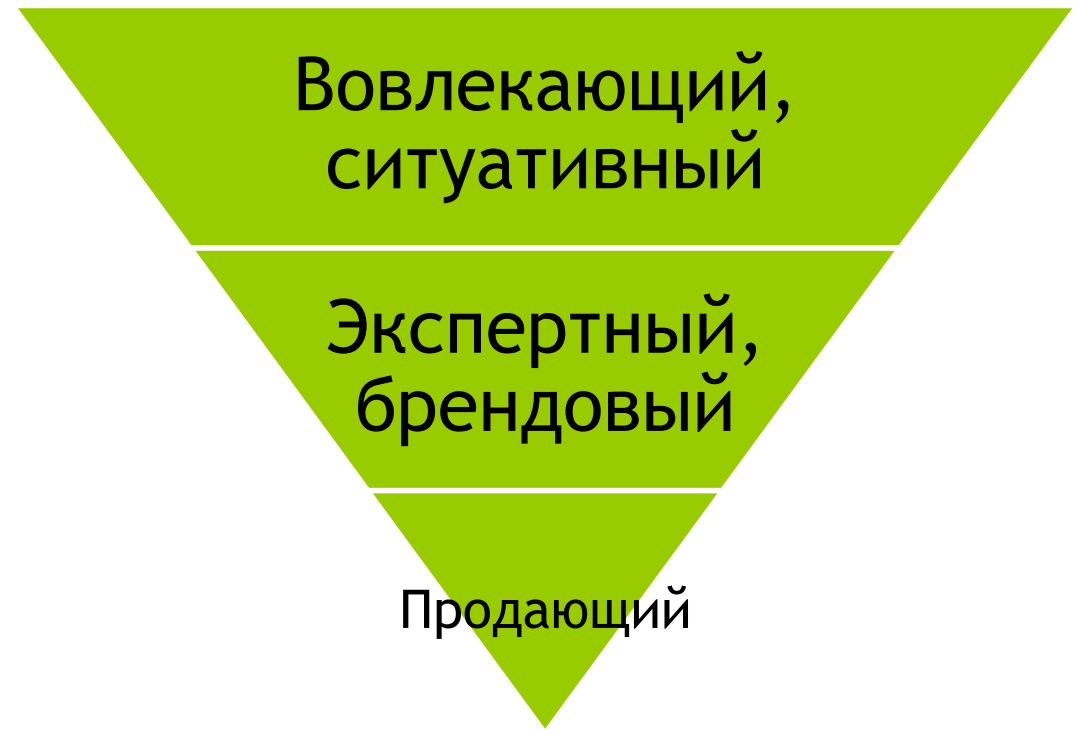 Вовлекающий,
ситуативный
Экспертный,
брендовый
Продающий